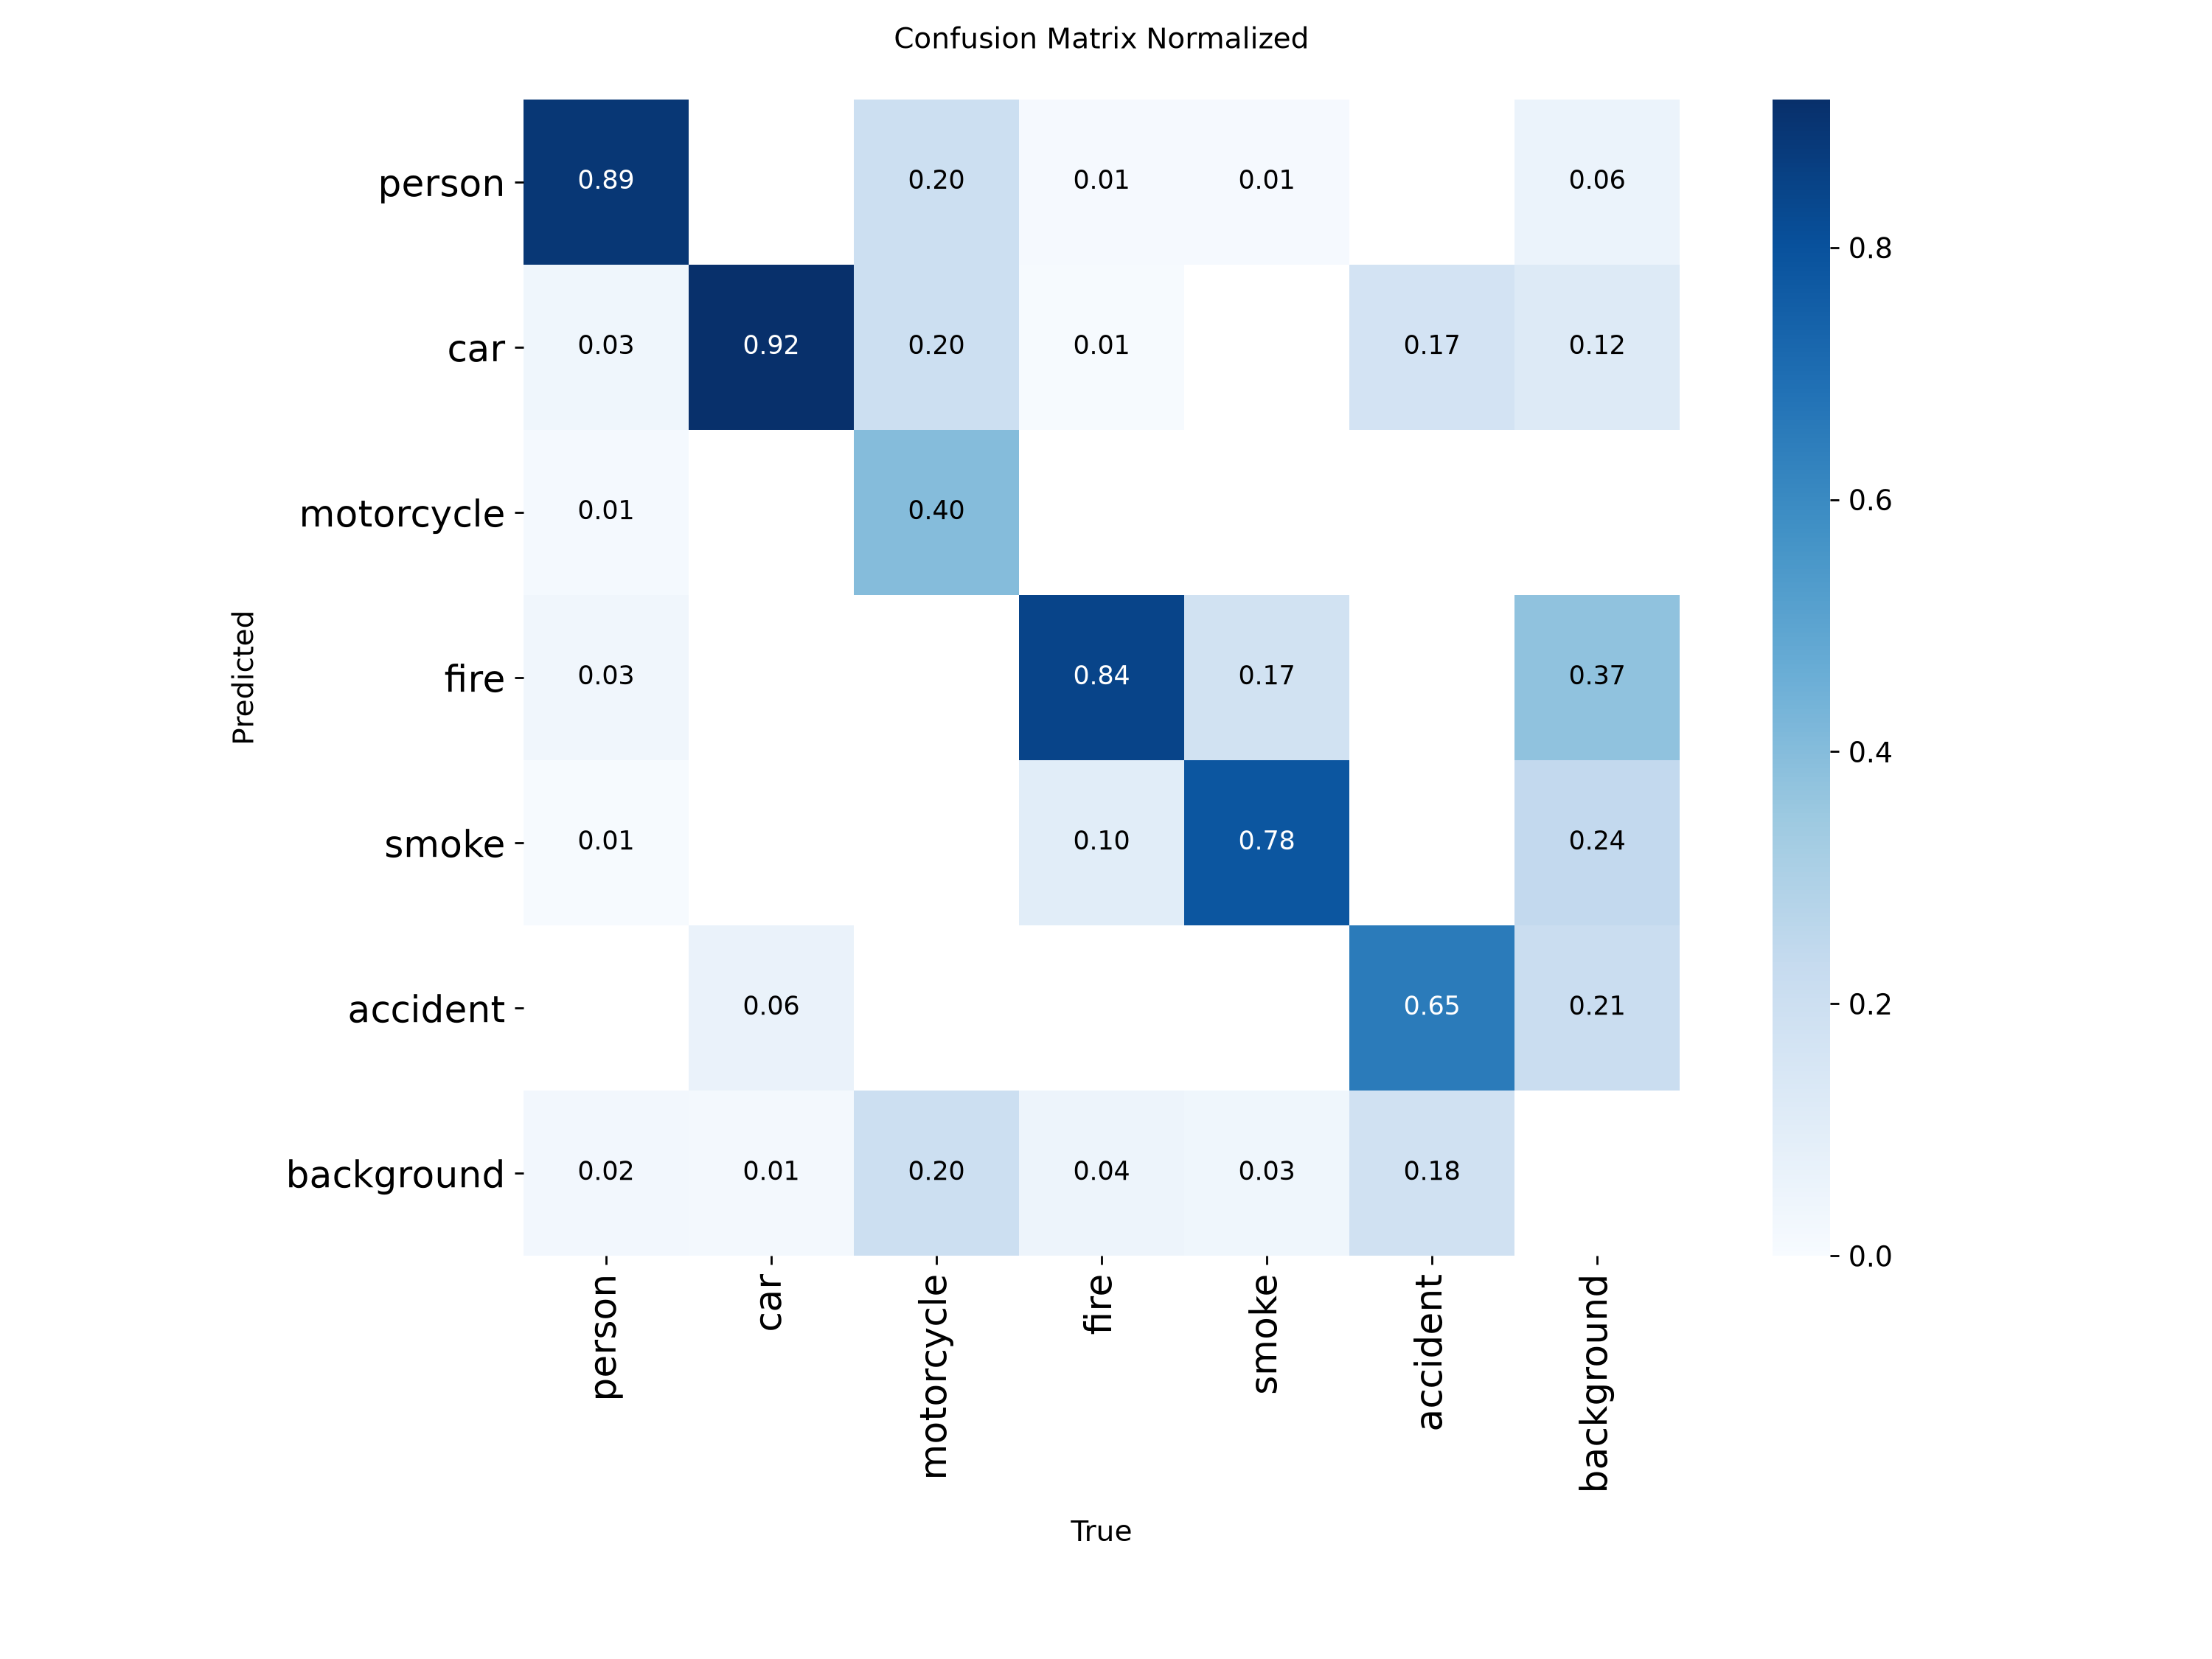 Confusion Matrix Normalized
person 0.89 0.20 0.01 0.01 0.06
car 0.03 0.92 0.20 0.01 0.17 0.12
motorcycle 0.01 0.40
fire 0.03 0.84 0.17 0.37
smoke 0.01 0.10 0.78 0.24
accident 0.06 0.65 0.21
background 0.02 0.01 0.20 0.04 0.03 0.18
Predicted
person car motorcycle fire smoke accident background
True
0.8
0.6
0.4
0.2
0.0